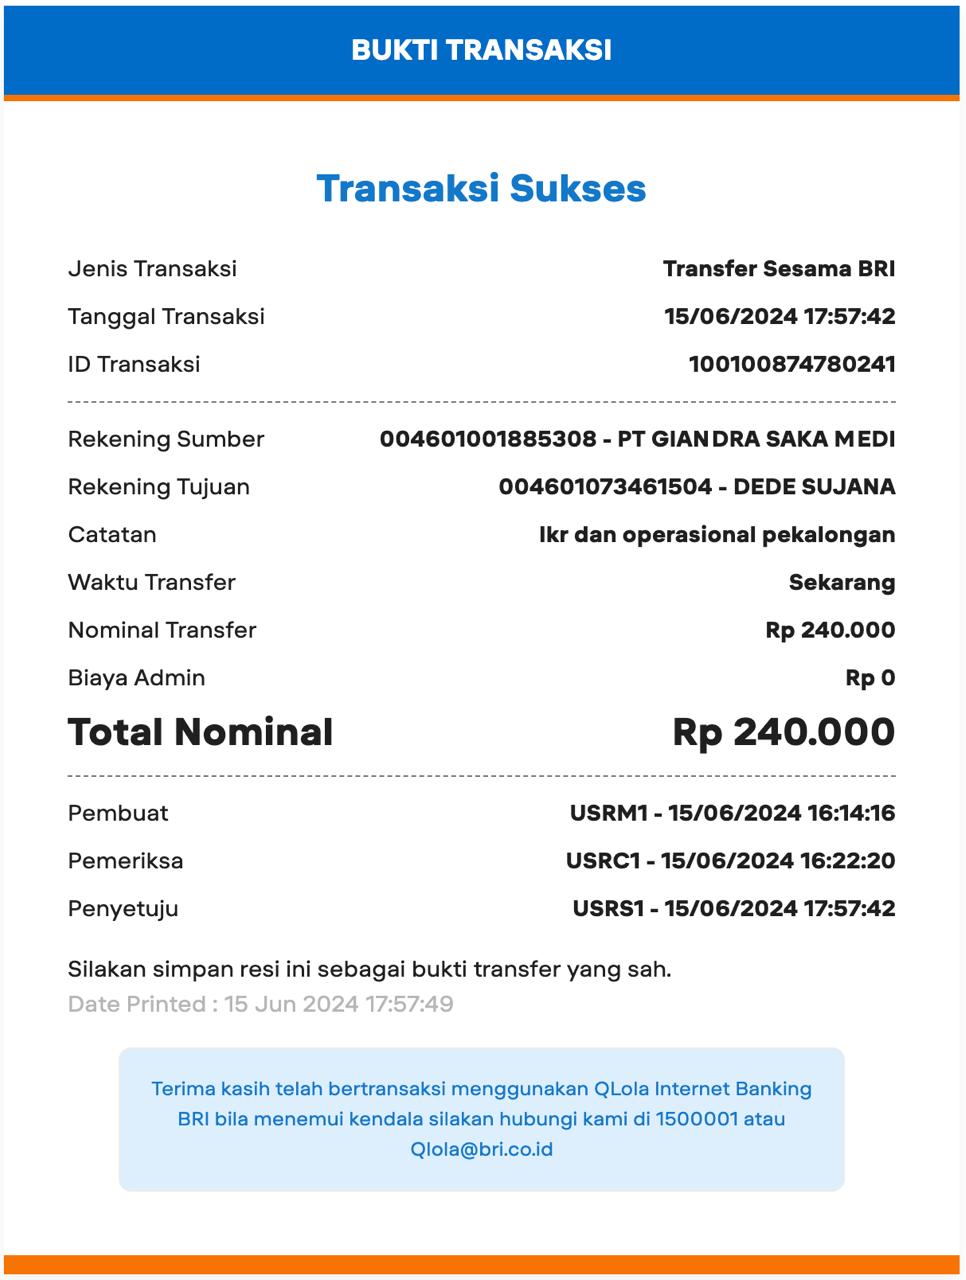 BUKTI TRANSAKSI
Transaksi Sukses
Jenis Transaksi Transfer Sesama BRI
Tanggal Transaksi 15/06/2024 17:57:42
ID Transaksi 100100874780241
Rekening Sumber 004601001885308 - PT GIANDRA SAKA MEDI
Rekening Tujuan 004601073461504 - DEDE SUJANA
Catatan Ikr dan operasional pekalongan
Waktu Transfer Sekarang
Nominal Transfer Rp 240.000
Biaya Admin Rp 0
Total Nominal Rp 240.000
Pembuat USRM1 - 15/06/2024 16:14:16
Pemeriksa USRC1 - 15/06/2024 16:22:20
Penyetuju USRS1 - 15/06/2024 17:57:42
Silakan simpan resi ini sebagai bukti transfer yang sah.
Date Printed : 15 Jun 2024 17:57:49
Terima kasih telah bertransaksi menggunakan QLola Internet Banking
BRI bila menemui kendala silakan hubungi kami di 1500001 atau
Qlola@bri.co.id